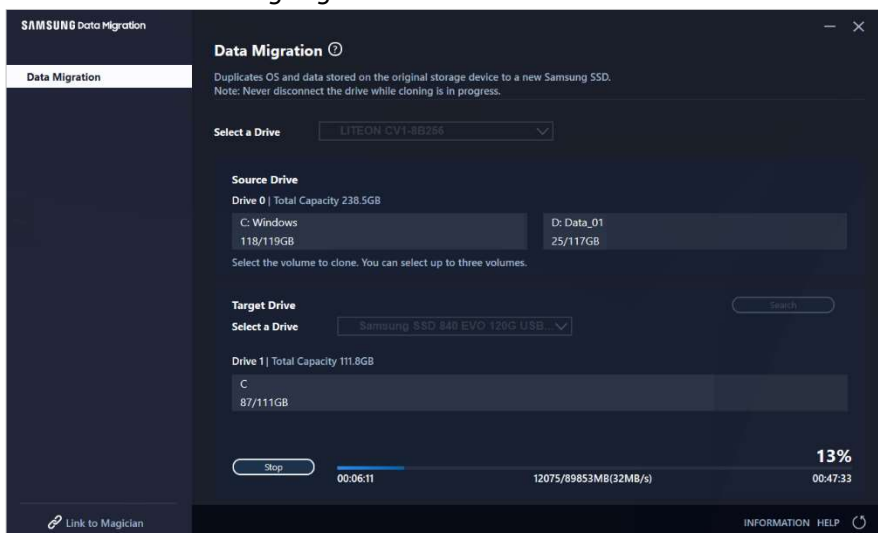 SAMSUNG Data Migration
Data Migration
Data Migration ?
Duplicates OS and data stored on the original storage device to a new Samsung SSD.
Note: Never disconnect the drive while cloning is in progress.
Select a Drive LITEON CV1-8B256
Source Drive
Drive 0 | Total Capacity 238.5GB
C: Windows D: Data_01
118/119GB 25/117GB
Select the volume to clone. You can select up to three volumes.
Target Drive Search
Select a Drive Samsung SSD 840 EVO 120G USB...
Drive 1 | Total Capacity 111.8GB
C
87/111GB
13%
Stop
00:06:11 12075/89853MB(32MB/s) 00:47:33
Link to Magician INFORMATION HELP